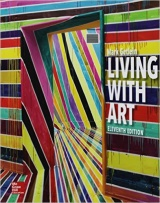 Mark Getlein
LIVING
WITH
ART
ELEVENTH EDITION